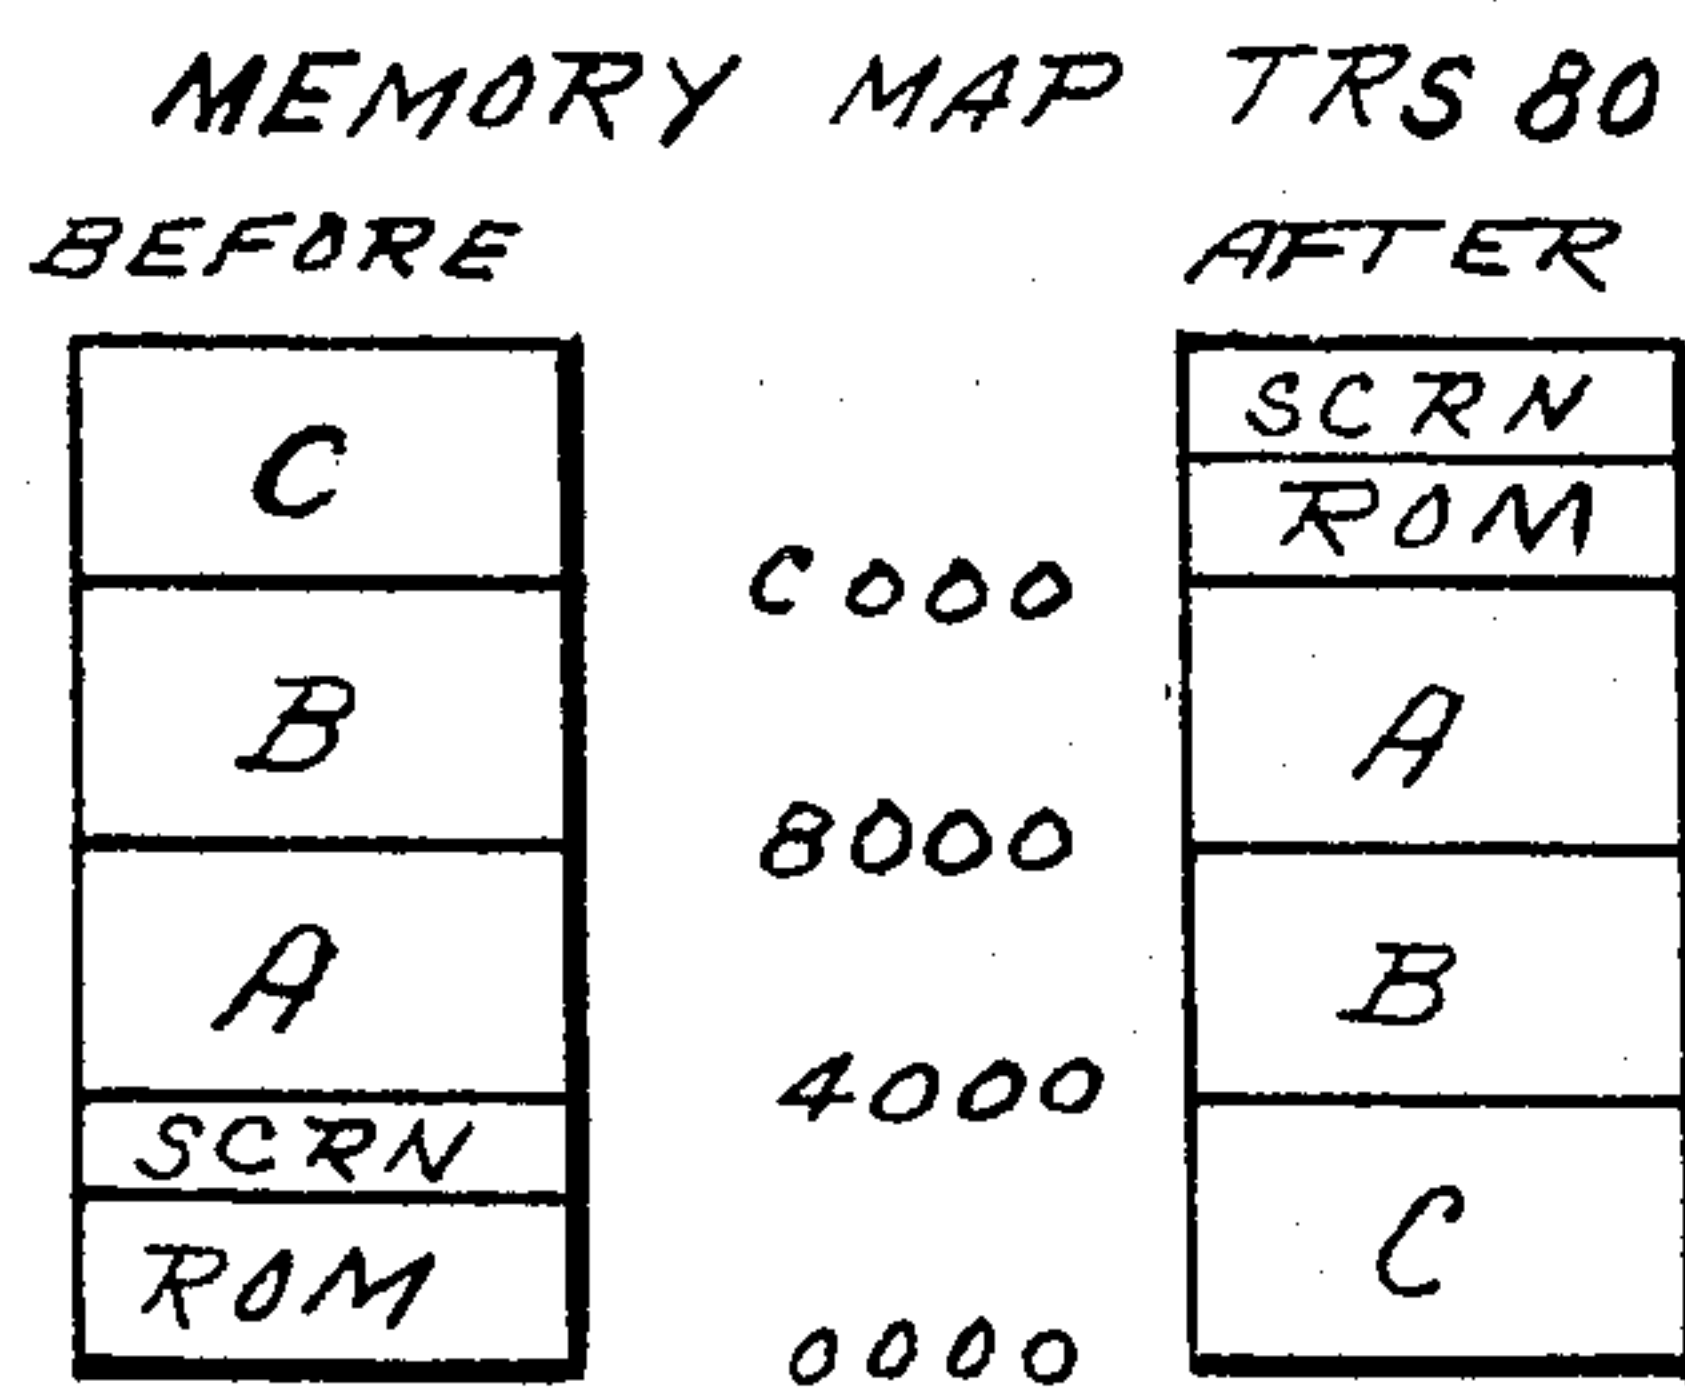 MEMORY MAP TRS 80
BEFORE
C
B
A
SCRN
ROM
C000
8000
4000
0000
AFTER
SCRN
ROM
A
B
C